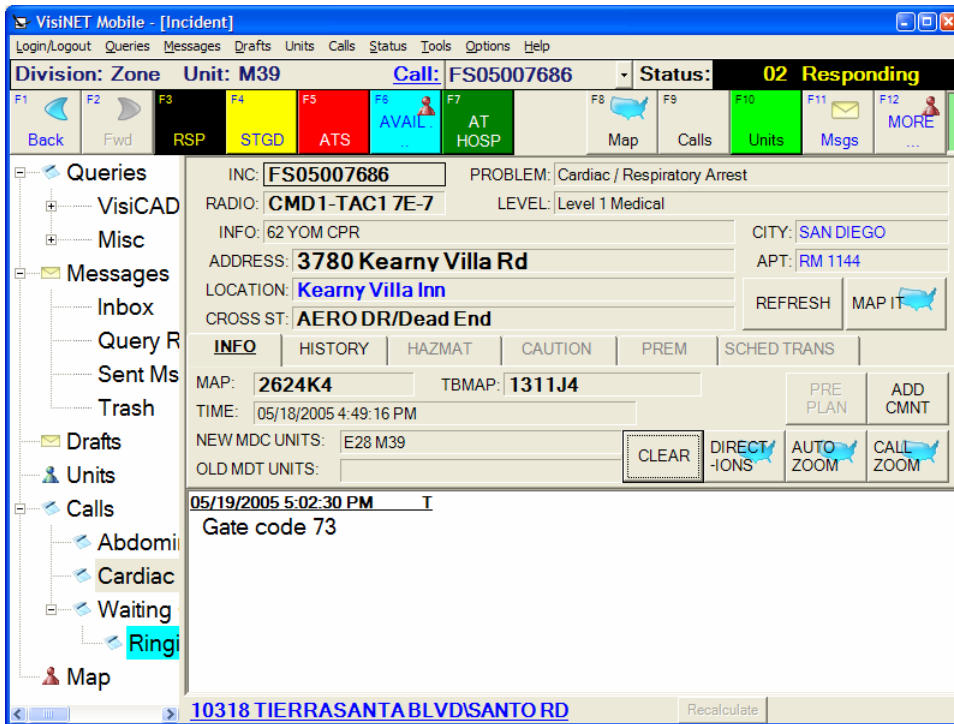 VisiNET Mobile - [Incident]
Login/Logout Queries Messages Drafts Units Calls Status Tools Options Help
Division: Zone Unit: M39 Call: FS05007686 Status: 02 Responding
F1 Back F2 Fwd F3 RSP F4 STGD F5 ATS F6 AVAIL. .. F7 AT HOSP F8 Map F9 Calls F10 Units F11 Msgs F12 MORE ...
Queries
VisiCAD
Misc
Messages
Inbox
Query R
Sent Ms
Trash
Drafts
Units
Calls
Abdomi
Cardiac
Waiting
Ringi
Map
INC: FS05007686 PROBLEM: Cardiac / Respiratory Arrest
RADIO: CMD1-TAC1 7E-7 LEVEL: Level 1 Medical
INFO: 62 YOM CPR CITY: SAN DIEGO
ADDRESS: 3780 Kearny Villa Rd APT: RM 1144
LOCATION: Kearny Villa Inn REFRESH MAP IT
CROSS ST: AERO DR/Dead End
INFO HISTORY HAZMAT CAUTION PREM SCHED TRANS
MAP: 2624K4 TBMAP: 1311J4 PRE PLAN ADD CMNT
TIME: 05/18/2005 4:49:16 PM
NEW MDC UNITS: E28 M39 CLEAR DIRECT-IONS AUTO ZOOM CALL ZOOM
OLD MDT UNITS:
05/19/2005 5:02:30 PM T
Gate code 73
10318 TIERRASANTA BLVD\SANTO RD Recalculate